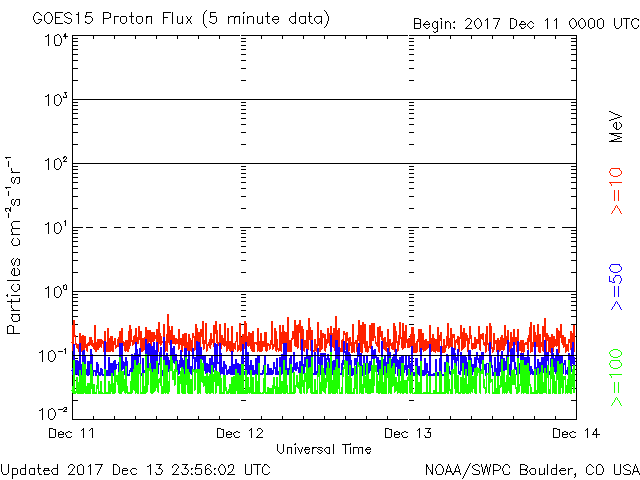 GOES15 Proton Flux (5 minute data)
Begin: 2017 Dec 11 0000 UTC
Particles cm⁻²s⁻¹sr⁻¹
10⁴
10³
10²
10¹
10⁰
10⁻¹
10⁻²
Dec 11
Dec 12
Dec 13
Dec 14
Universal Time
MeV
>=10
>=50
>=100
Updated 2017 Dec 13 23:56:02 UTC
NOAA/SWPC Boulder, CO USA